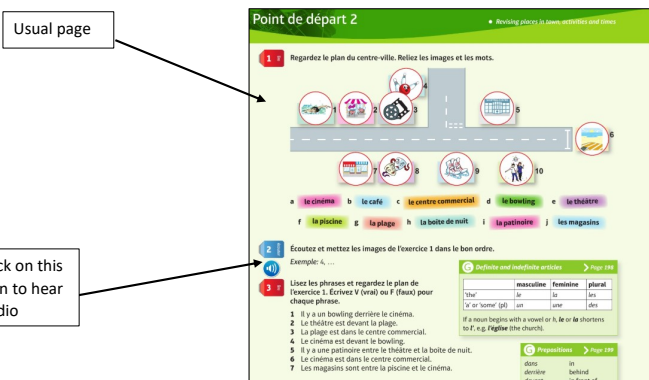 Usual page
Point de départ 2
Revising places in town, activities and times
1 Regardez le plan du centre-ville. Reliez les images et les mots.
1 2 3 4 5 6
7 8 9 10
a le cinéma b le café c le centre commercial d le bowling e le théâtre
f la piscine g la plage h la boîte de nuit i la patinoire j les magasins
2 Écoutez et mettez les images de l'exercice 1 dans le bon ordre.
Exemple: 4, …
3 Lisez les phrases et regardez le plan de
l'exercice 1. Écrivez V (vrai) ou F (faux) pour
chaque phrase.
1 Il y a un bowling derrière le cinéma.
2 Le théâtre est devant la plage.
3 La plage est dans le centre commercial.
4 Le cinéma est devant le bowling.
5 Il y a une patinoire entre le théâtre et la boîte de nuit.
6 Le cinéma est dans le centre commercial.
7 Les magasins sont entre la piscine et le cinéma.
G Definite and indefinite articles Page 198
masculine feminine plural
'the' le la les
'a' or 'some' (pl) un une des
If a noun begins with a vowel or h, le or la shortens
to l', e.g. l'église (the church).
G Prepositions Page 199
dans in
derrière behind
in front of
on this
to hear